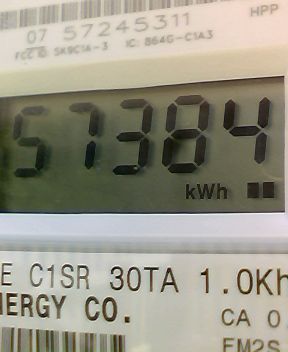 HPP
07 57245311
FCC ID SK9C1A-3 IC: 864G-C1A3
57384
kWh
E C1SR 30TA 1.0Kh
NERGY CO.
CA 0
FM2S